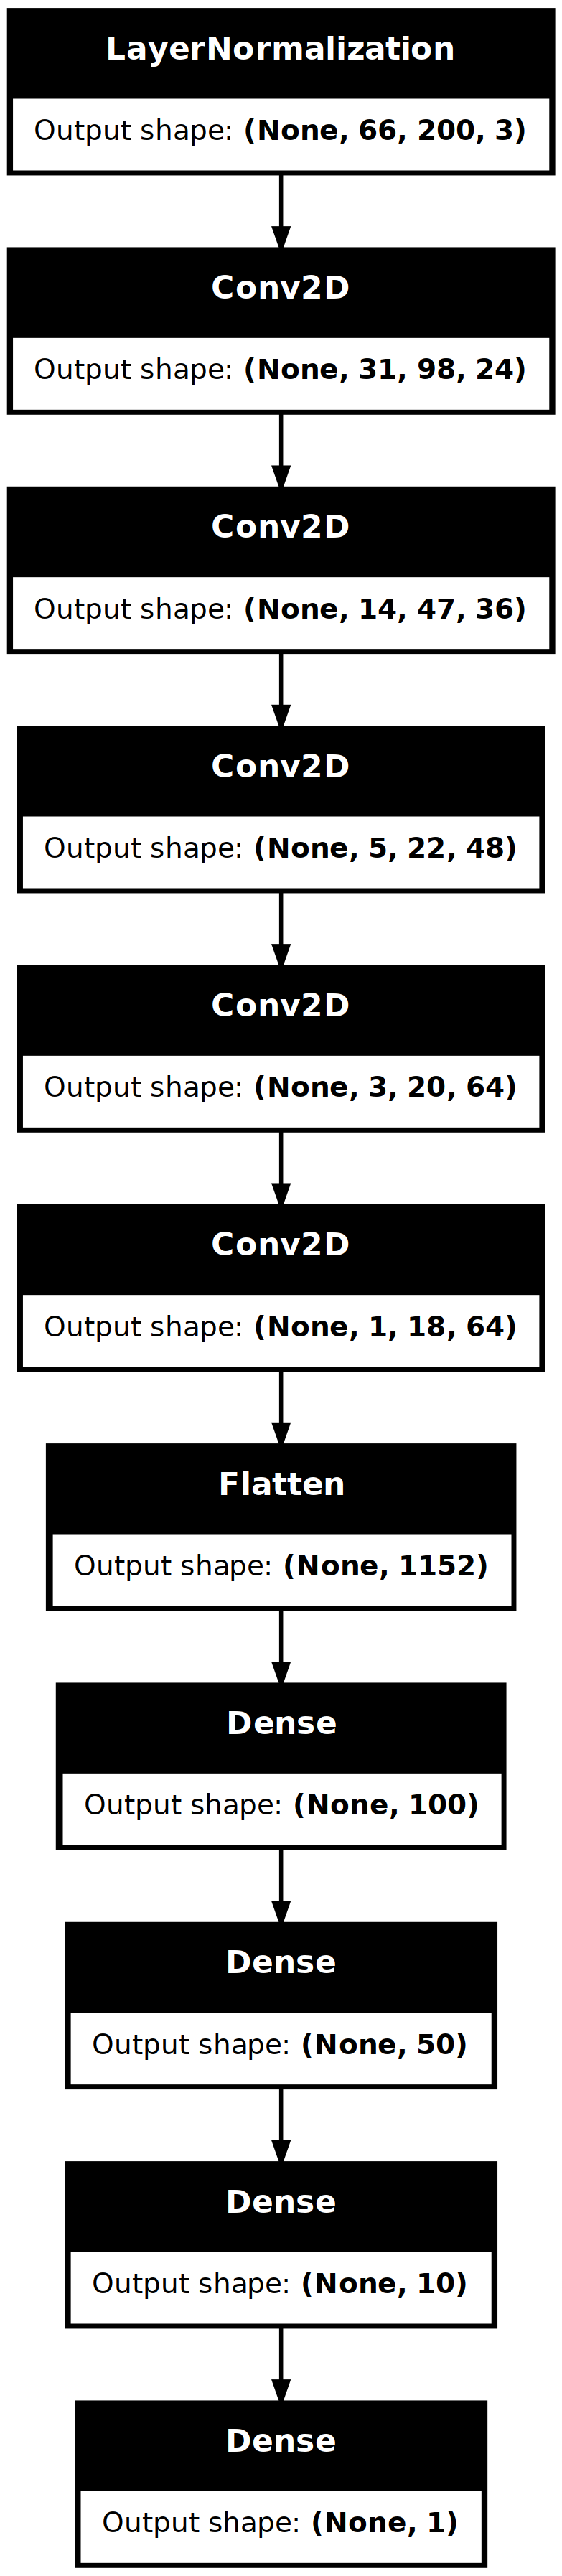 LayerNormalization
Output shape: (None, 66, 200, 3)
Conv2D
Output shape: (None, 31, 98, 24)
Conv2D
Output shape: (None, 14, 47, 36)
Conv2D
Output shape: (None, 5, 22, 48)
Conv2D
Output shape: (None, 3, 20, 64)
Conv2D
Output shape: (None, 1, 18, 64)
Flatten
Output shape: (None, 1152)
Dense
Output shape: (None, 100)
Dense
Output shape: (None, 50)
Dense
Output shape: (None, 10)
Dense
Output shape: (None, 1)